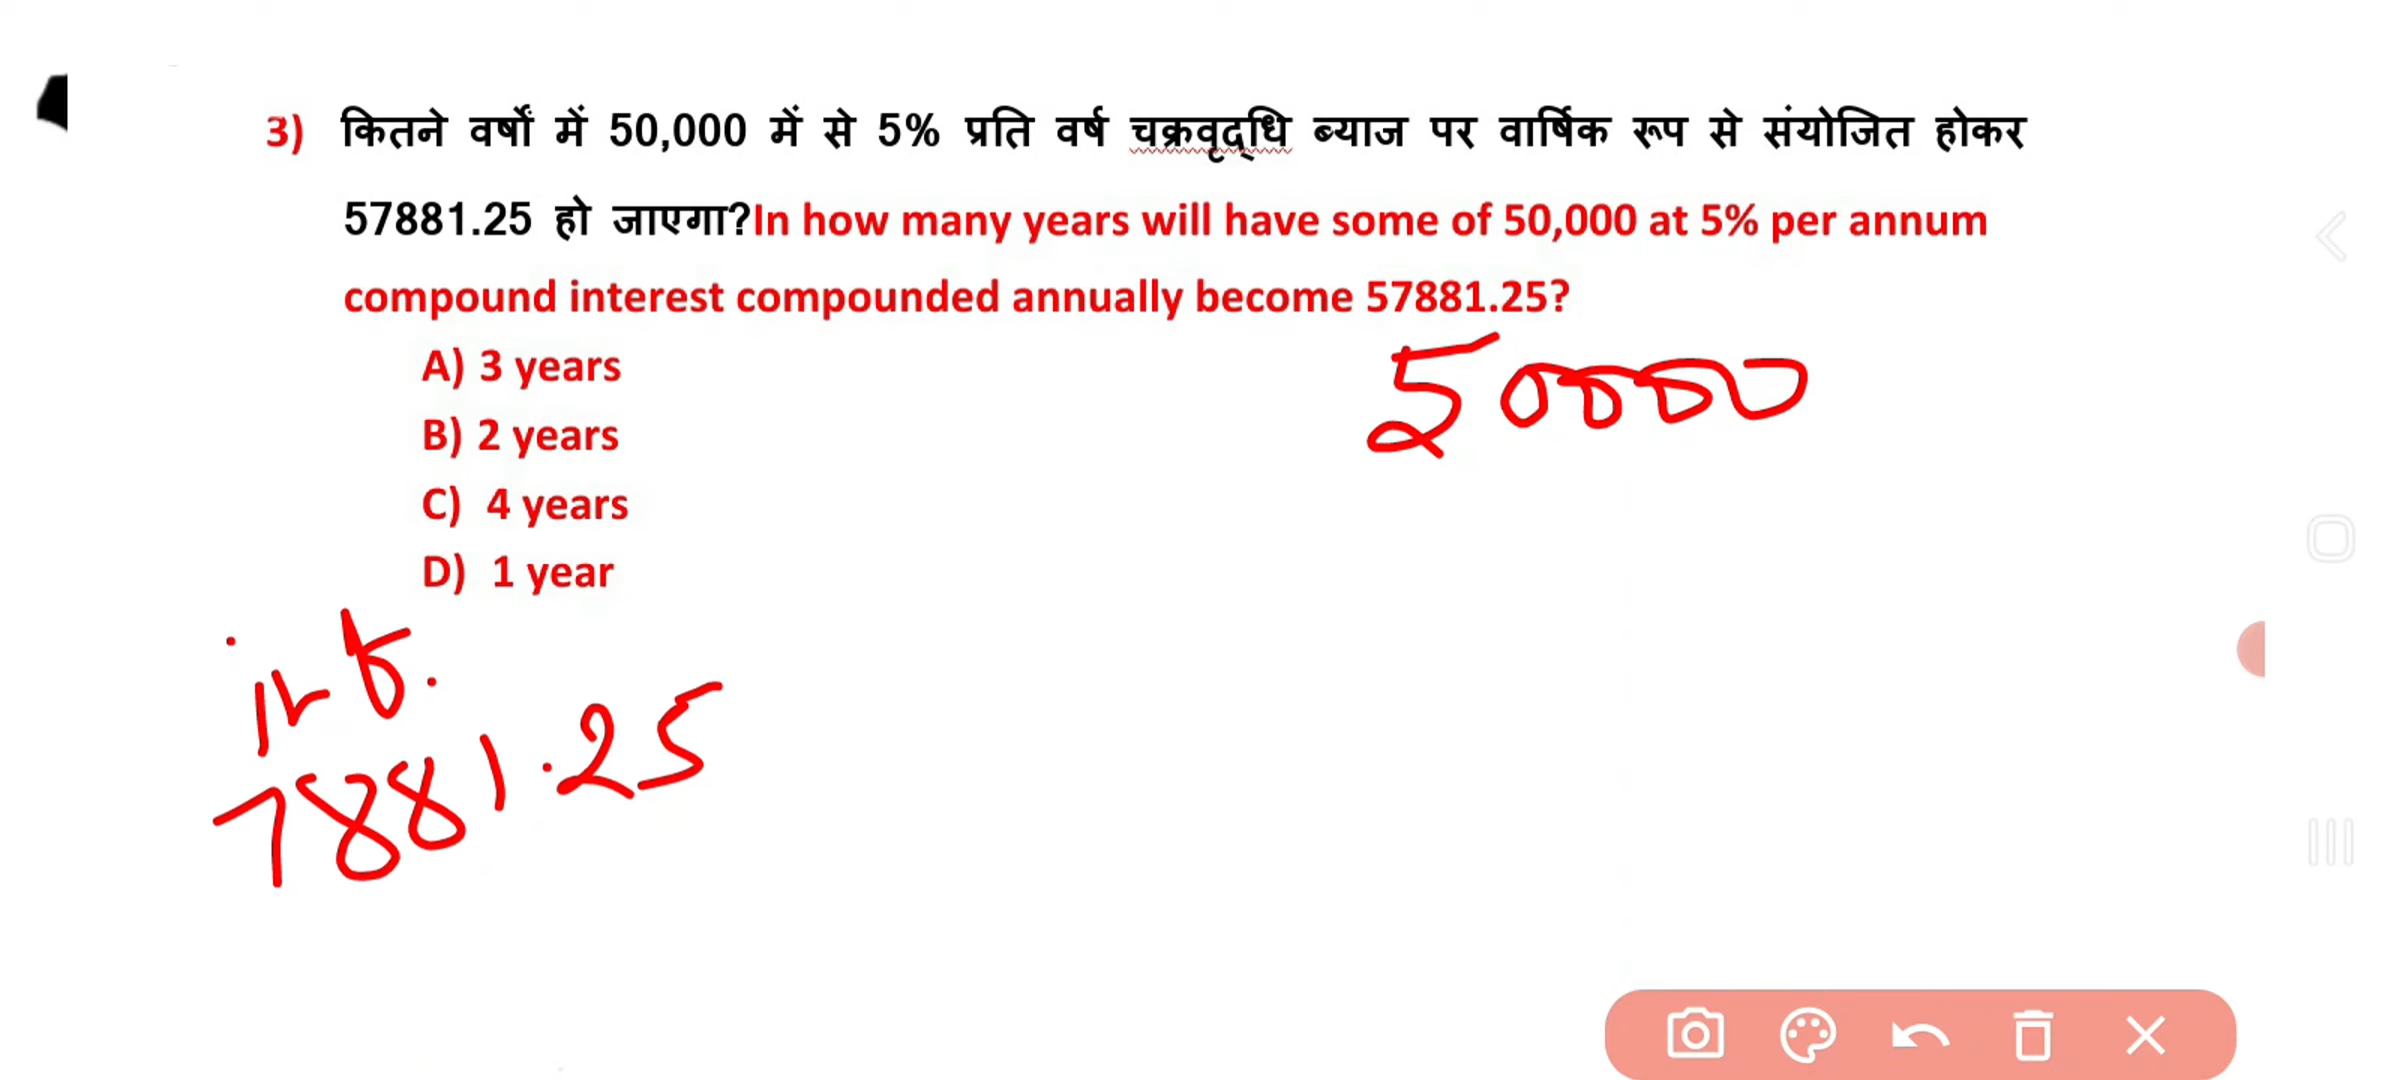 3) कितने वर्षों में 50,000 में से 5% प्रति वर्ष चक्रवृद्धि ब्याज पर वार्षिक रूप से संयोजित होकर
57881.25 हो जाएगा?In how many years will have some of 50,000 at 5% per annum
compound interest compounded annually become 57881.25?
50000
A) 3 years
B) 2 years
C) 4 years
D) 1 year
int.
7881.25